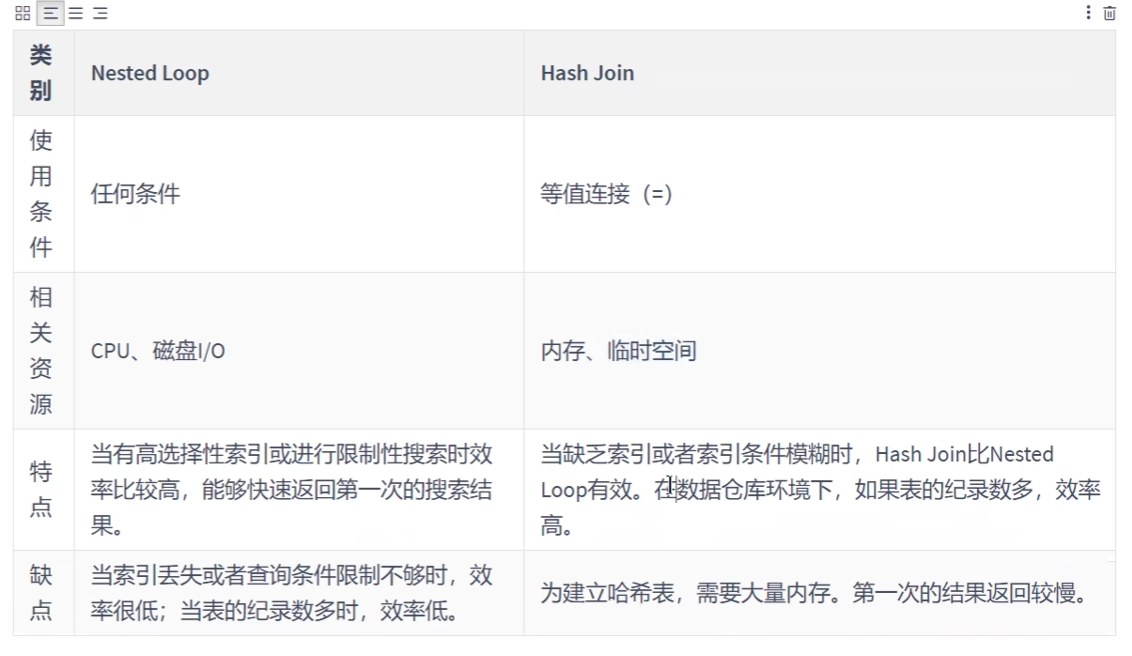 类别 Nested Loop Hash Join
使用条件 任何条件 等值连接（=）
相关资源 CPU、磁盘I/O 内存、临时空间
特点
当有高选择性索引或进行限制性搜索时效
率比较高，能够快速返回第一次的搜索结
果。
当缺乏索引或者索引条件模糊时，Hash Join比Nested
Loop有效。在数据仓库环境下，如果表的纪录数多，效率
高。
缺点
当索引丢失或者查询条件限制不够时，效
率很低；当表的纪录数多时，效率低。
为建立哈希表，需要大量内存。第一次的结果返回较慢。